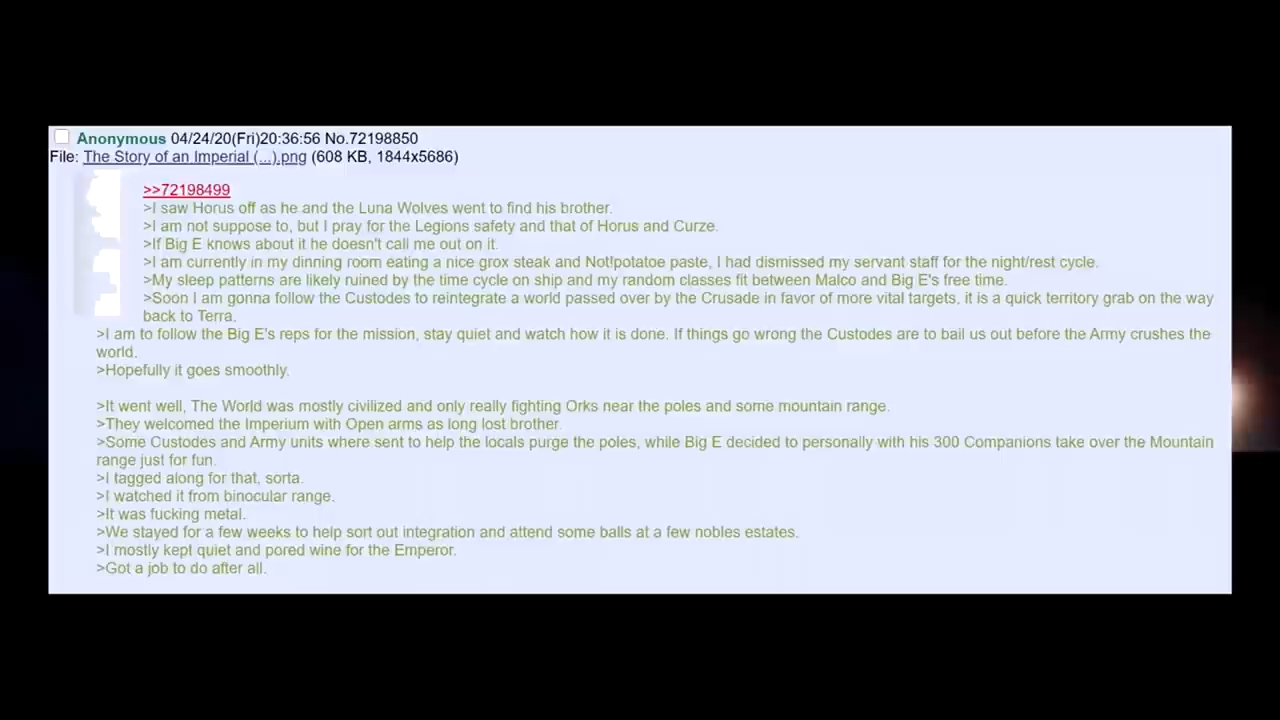 Anonymous 04/24/20(Fri)20:36:56 No.72198850
File: The Story of an Imperial (...).png (608 KB, 1844x5686)
>>72198499
>I saw Horus off as he and the Luna Wolves went to find his brother.
>I am not suppose to, but I pray for the Legions safety and that of Horus and Curze.
>If Big E knows about it he doesn't call me out on it.
>I am currently in my dinning room eating a nice grox steak and Not!potatoe paste, I had dismissed my servant staff for the night/rest cycle.
>My sleep patterns are likely ruined by the time cycle on ship and my random classes fit between Malco and Big E's free time.
>Soon I am gonna follow the Custodes to reintegrate a world passed over by the Crusade in favor of more vital targets, it is a quick territory grab on the way
back to Terra.
>I am to follow the Big E's reps for the mission, stay quiet and watch how it is done. If things go wrong the Custodes are to bail us out before the Army crushes the
world.
>Hopefully it goes smoothly.
>It went well, The World was mostly civilized and only really fighting Orks near the poles and some mountain range.
>They welcomed the Imperium with Open arms as long lost brother.
>Some Custodes and Army units where sent to help the locals purge the poles, while Big E decided to personally with his 300 Companions take over the Mountain
range just for fun.
>I tagged along for that, sorta.
>I watched it from binocular range.
>It was fucking metal.
>We stayed for a few weeks to help sort out integration and attend some balls at a few nobles estates.
>I mostly kept quiet and pored wine for the Emperor.
>Got a job to do after all.